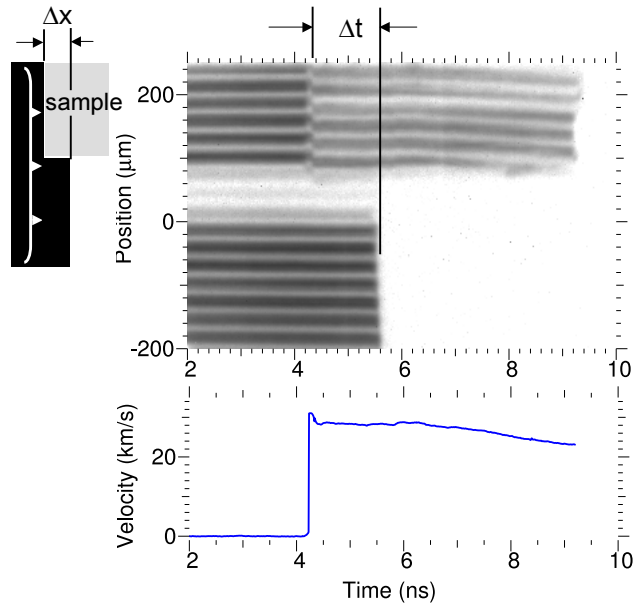 Δx
Δt
sample
Position (μm)
200
0
-200
2
4
6
8
10
Velocity (km/s)
20
0
2
4
6
8
10
Time (ns)